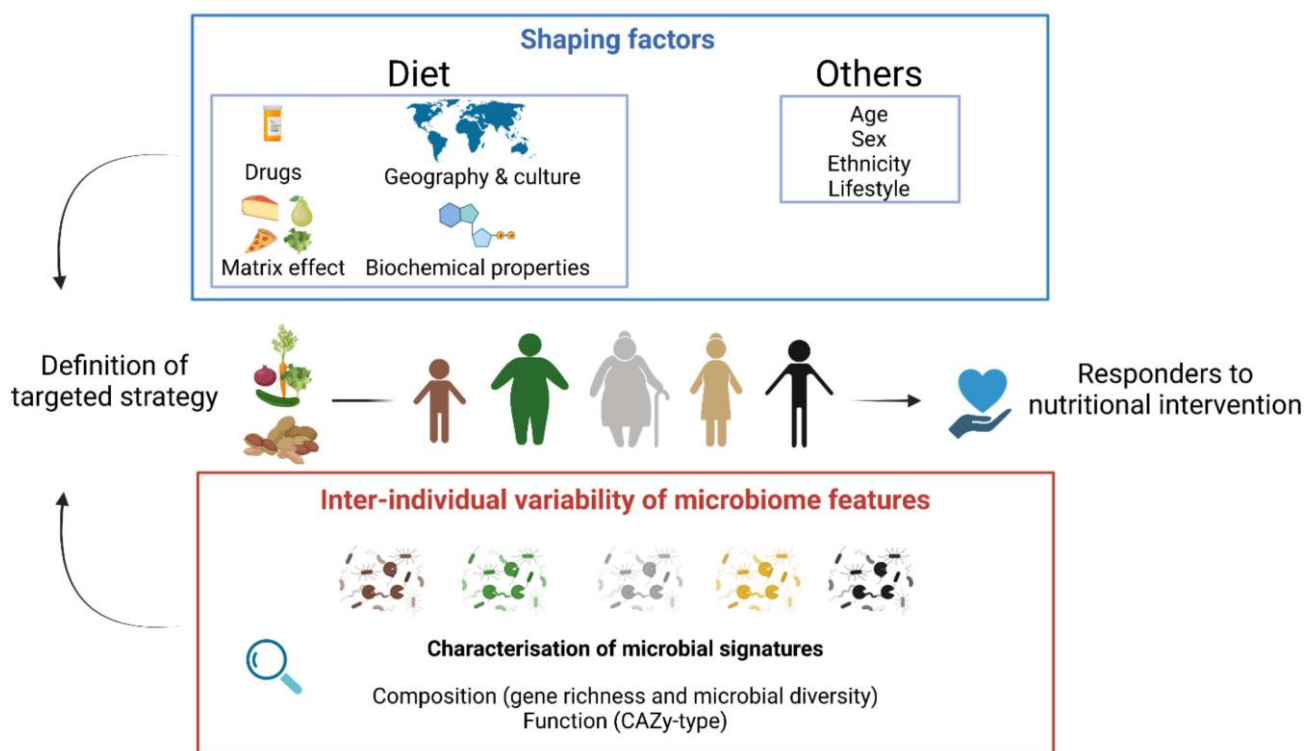 Shaping factors
Diet
Others
Drugs
Geography & culture
Matrix effect
Biochemical properties
Age
Sex
Ethnicity
Lifestyle
Definition of
targeted strategy
Responders to
nutritional intervention
Inter-individual variability of microbiome features
Characterisation of microbial signatures
Composition (gene richness and microbial diversity)
Function (CAZy-type)